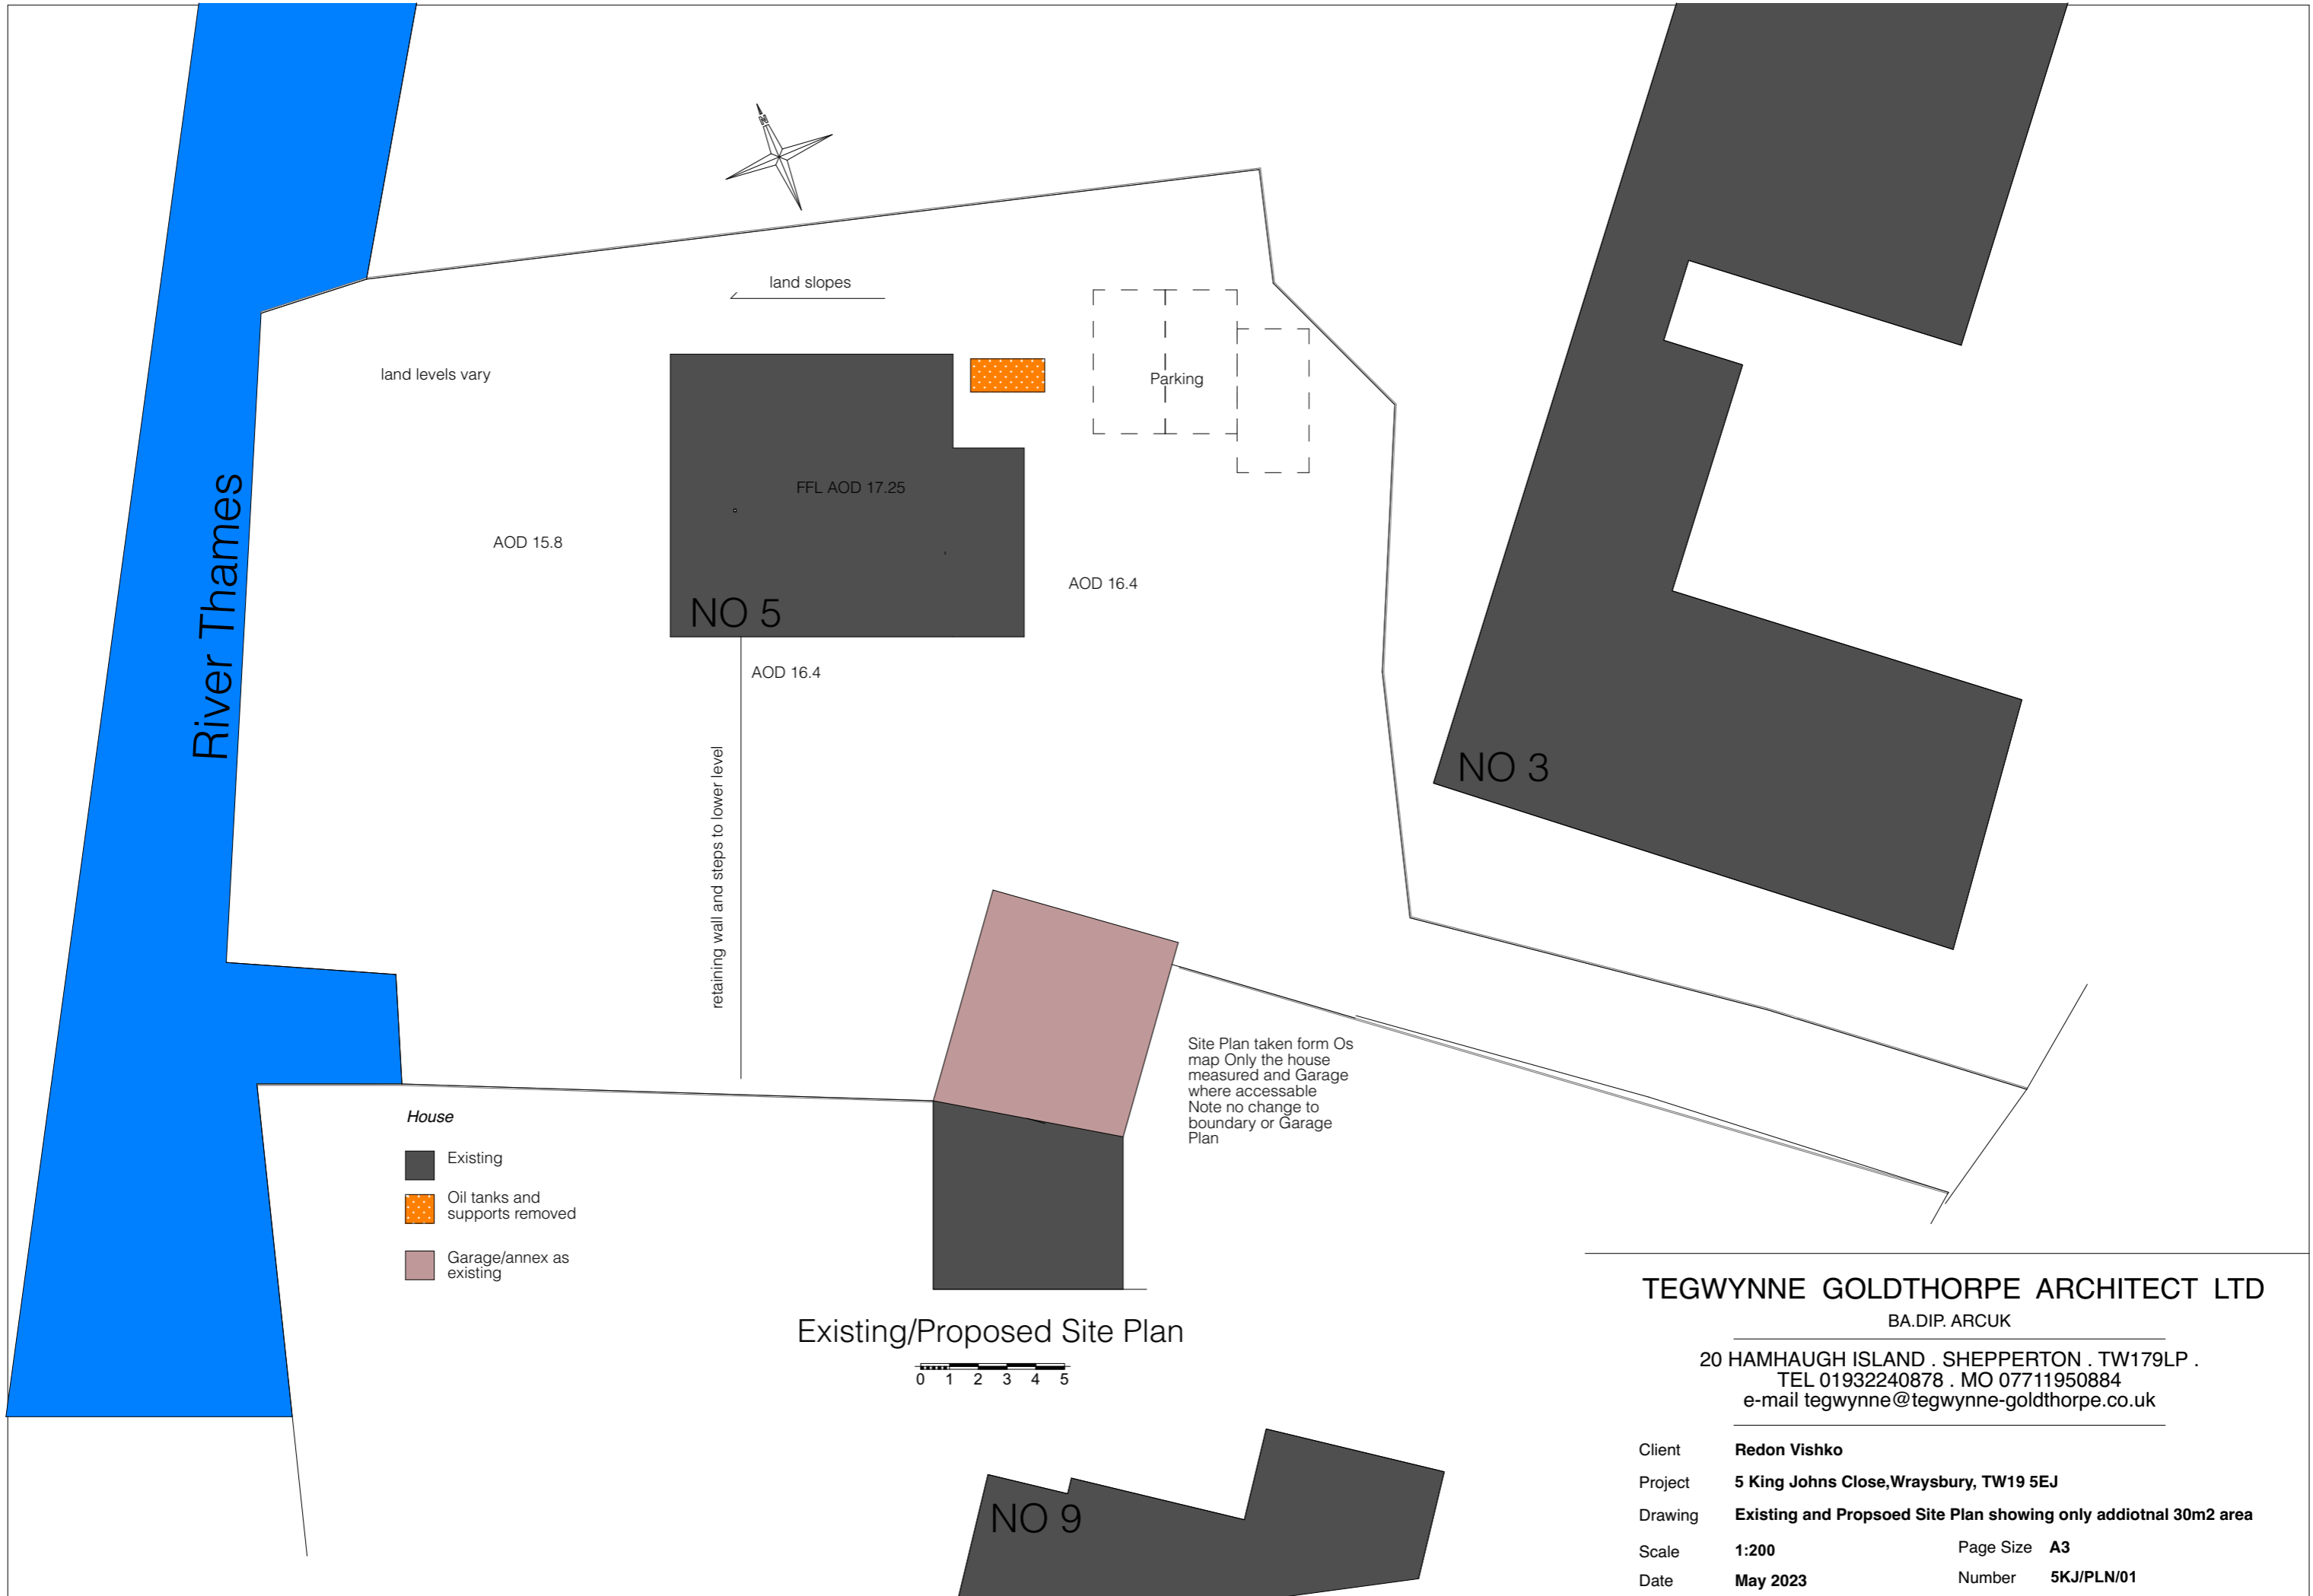 land slopes
land levels vary
Parking
FFL AOD 17.25
AOD 15.8
AOD 16.4
NO 5
AOD 16.4
River Thames
retaining wall and steps to lower level
NO 3
Site Plan taken form Os
map Only the house
measured and Garage
where accessable
Note no change to
boundary or Garage
Plan
House
Existing
Oil tanks and
supports removed
Garage/annex as
existing
Existing/Proposed Site Plan
0 1 2 3 4 5
NO 9
TEGWYNNE GOLDTHORPE ARCHITECT LTD
BA.DIP. ARCUK
20 HAMHAUGH ISLAND . SHEPPERTON . TW179LP .
TEL 01932240878 . MO 07711950884
e-mail tegwynne@tegwynne-goldthorpe.co.uk
Client Redon Vishko
Project 5 King Johns Close,Wraysbury, TW19 5EJ
Drawing Existing and Propsoed Site Plan showing only addiotnal 30m2 area
Scale 1:200 Page Size A3
Date May 2023 Number 5KJ/PLN/01